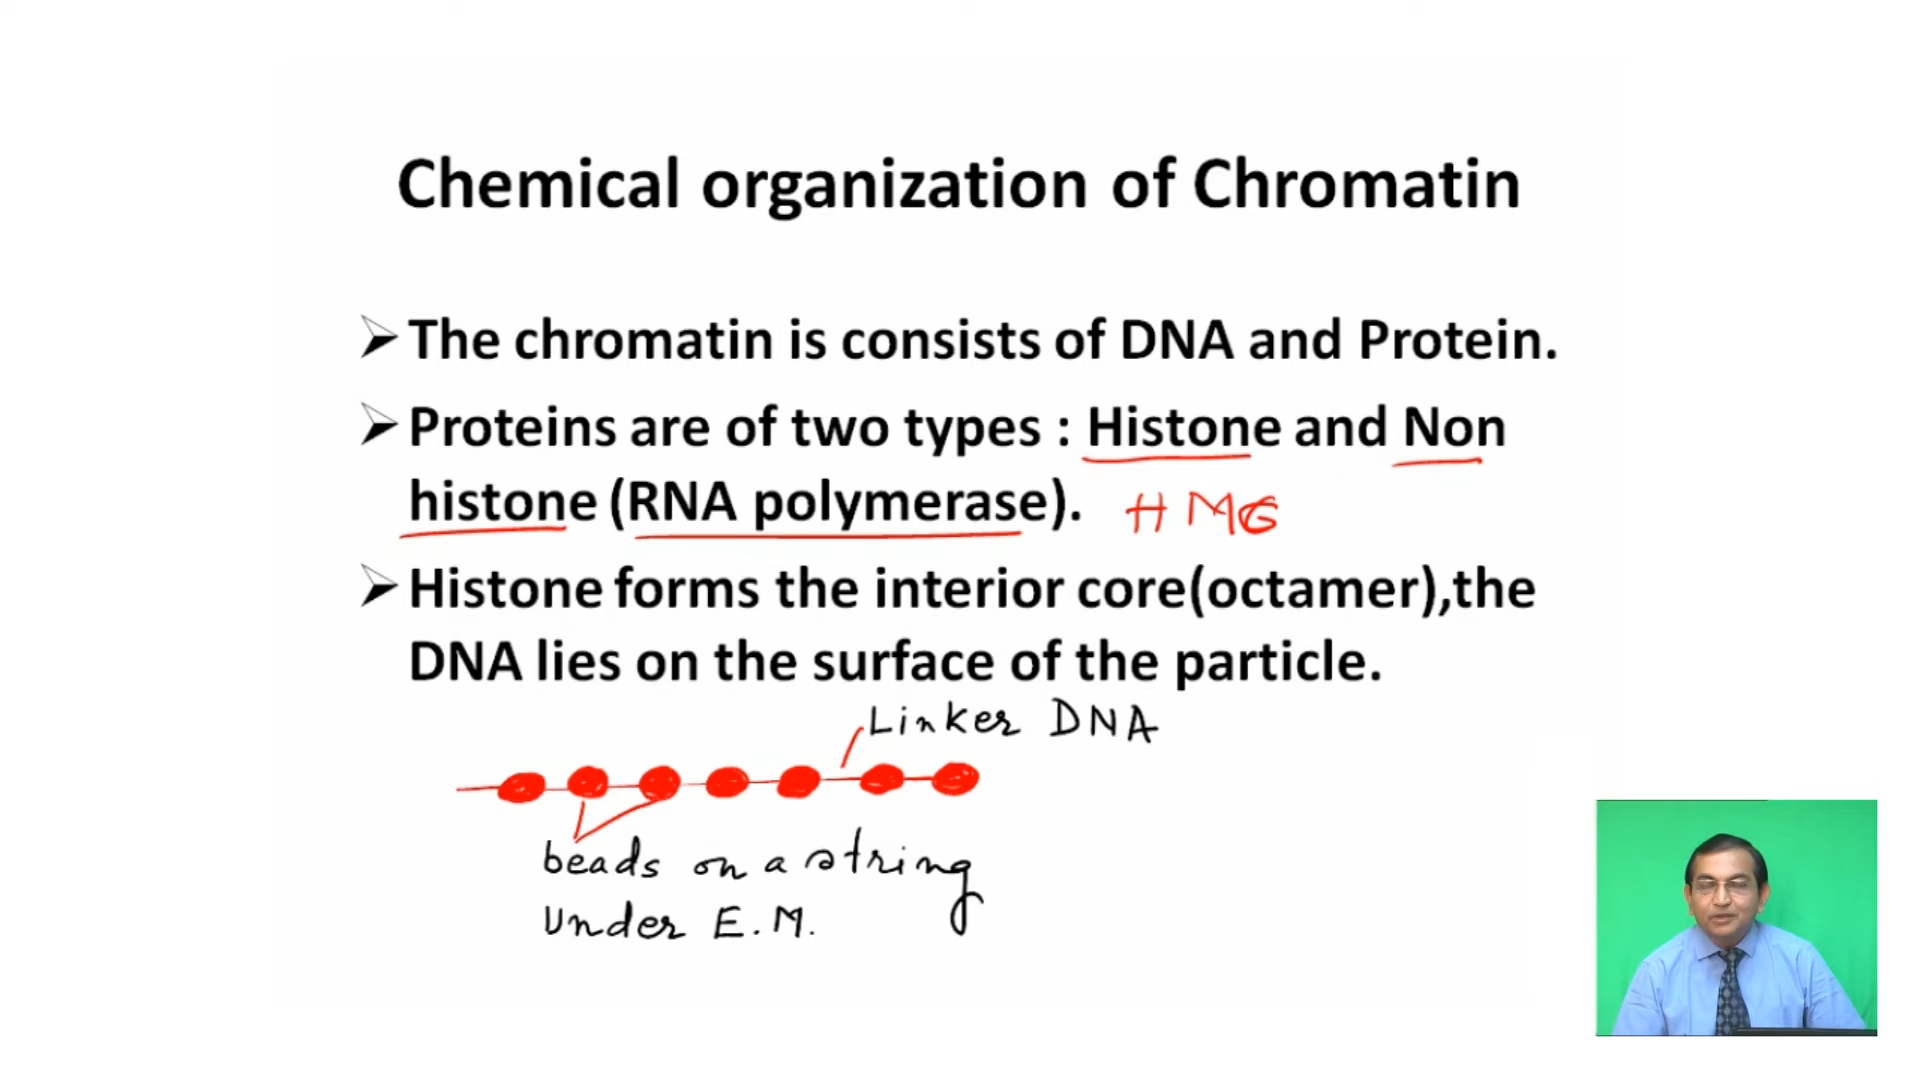 Chemical organization of Chromatin
The chromatin is consists of DNA and Protein.
Proteins are of two types : Histone and Non
histone (RNA polymerase). HMG
Histone forms the interior core(octamer),the
DNA lies on the surface of the particle.
Linker DNA
beads on a string
Under E.M.